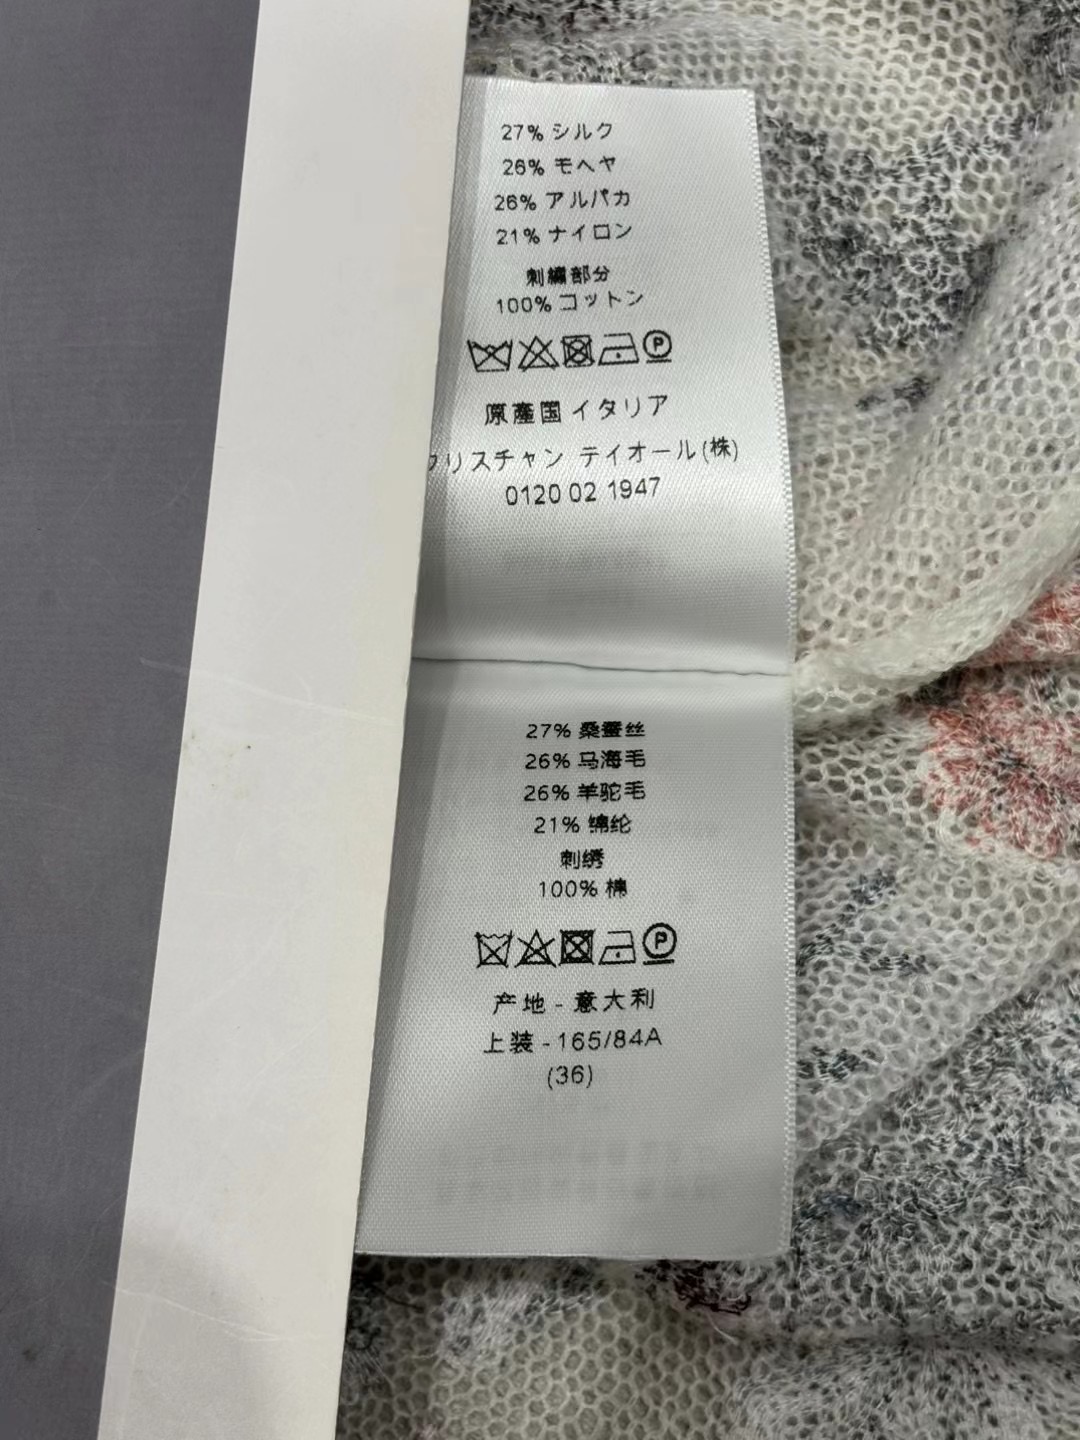 27% シルク
26% モヘヤ
26% アルパカ
21% ナイロン
刺繍部分
100% コットン
P
原産国 イタリア
クリスチャン テイオール(株)
0120 02 1947
27% 桑蚕丝
26% 马海毛
26% 羊驼毛
21% 绵纶
刺绣
100% 棉
P
产地 - 意大利
上装 - 165/84A
(36)